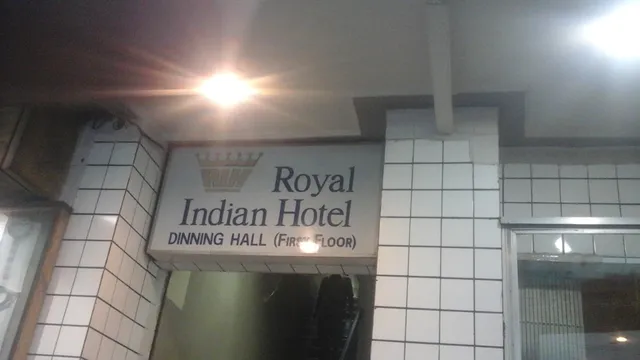 Royal
Indian Hotel
DINNING HALL (FIRST FLOOR)